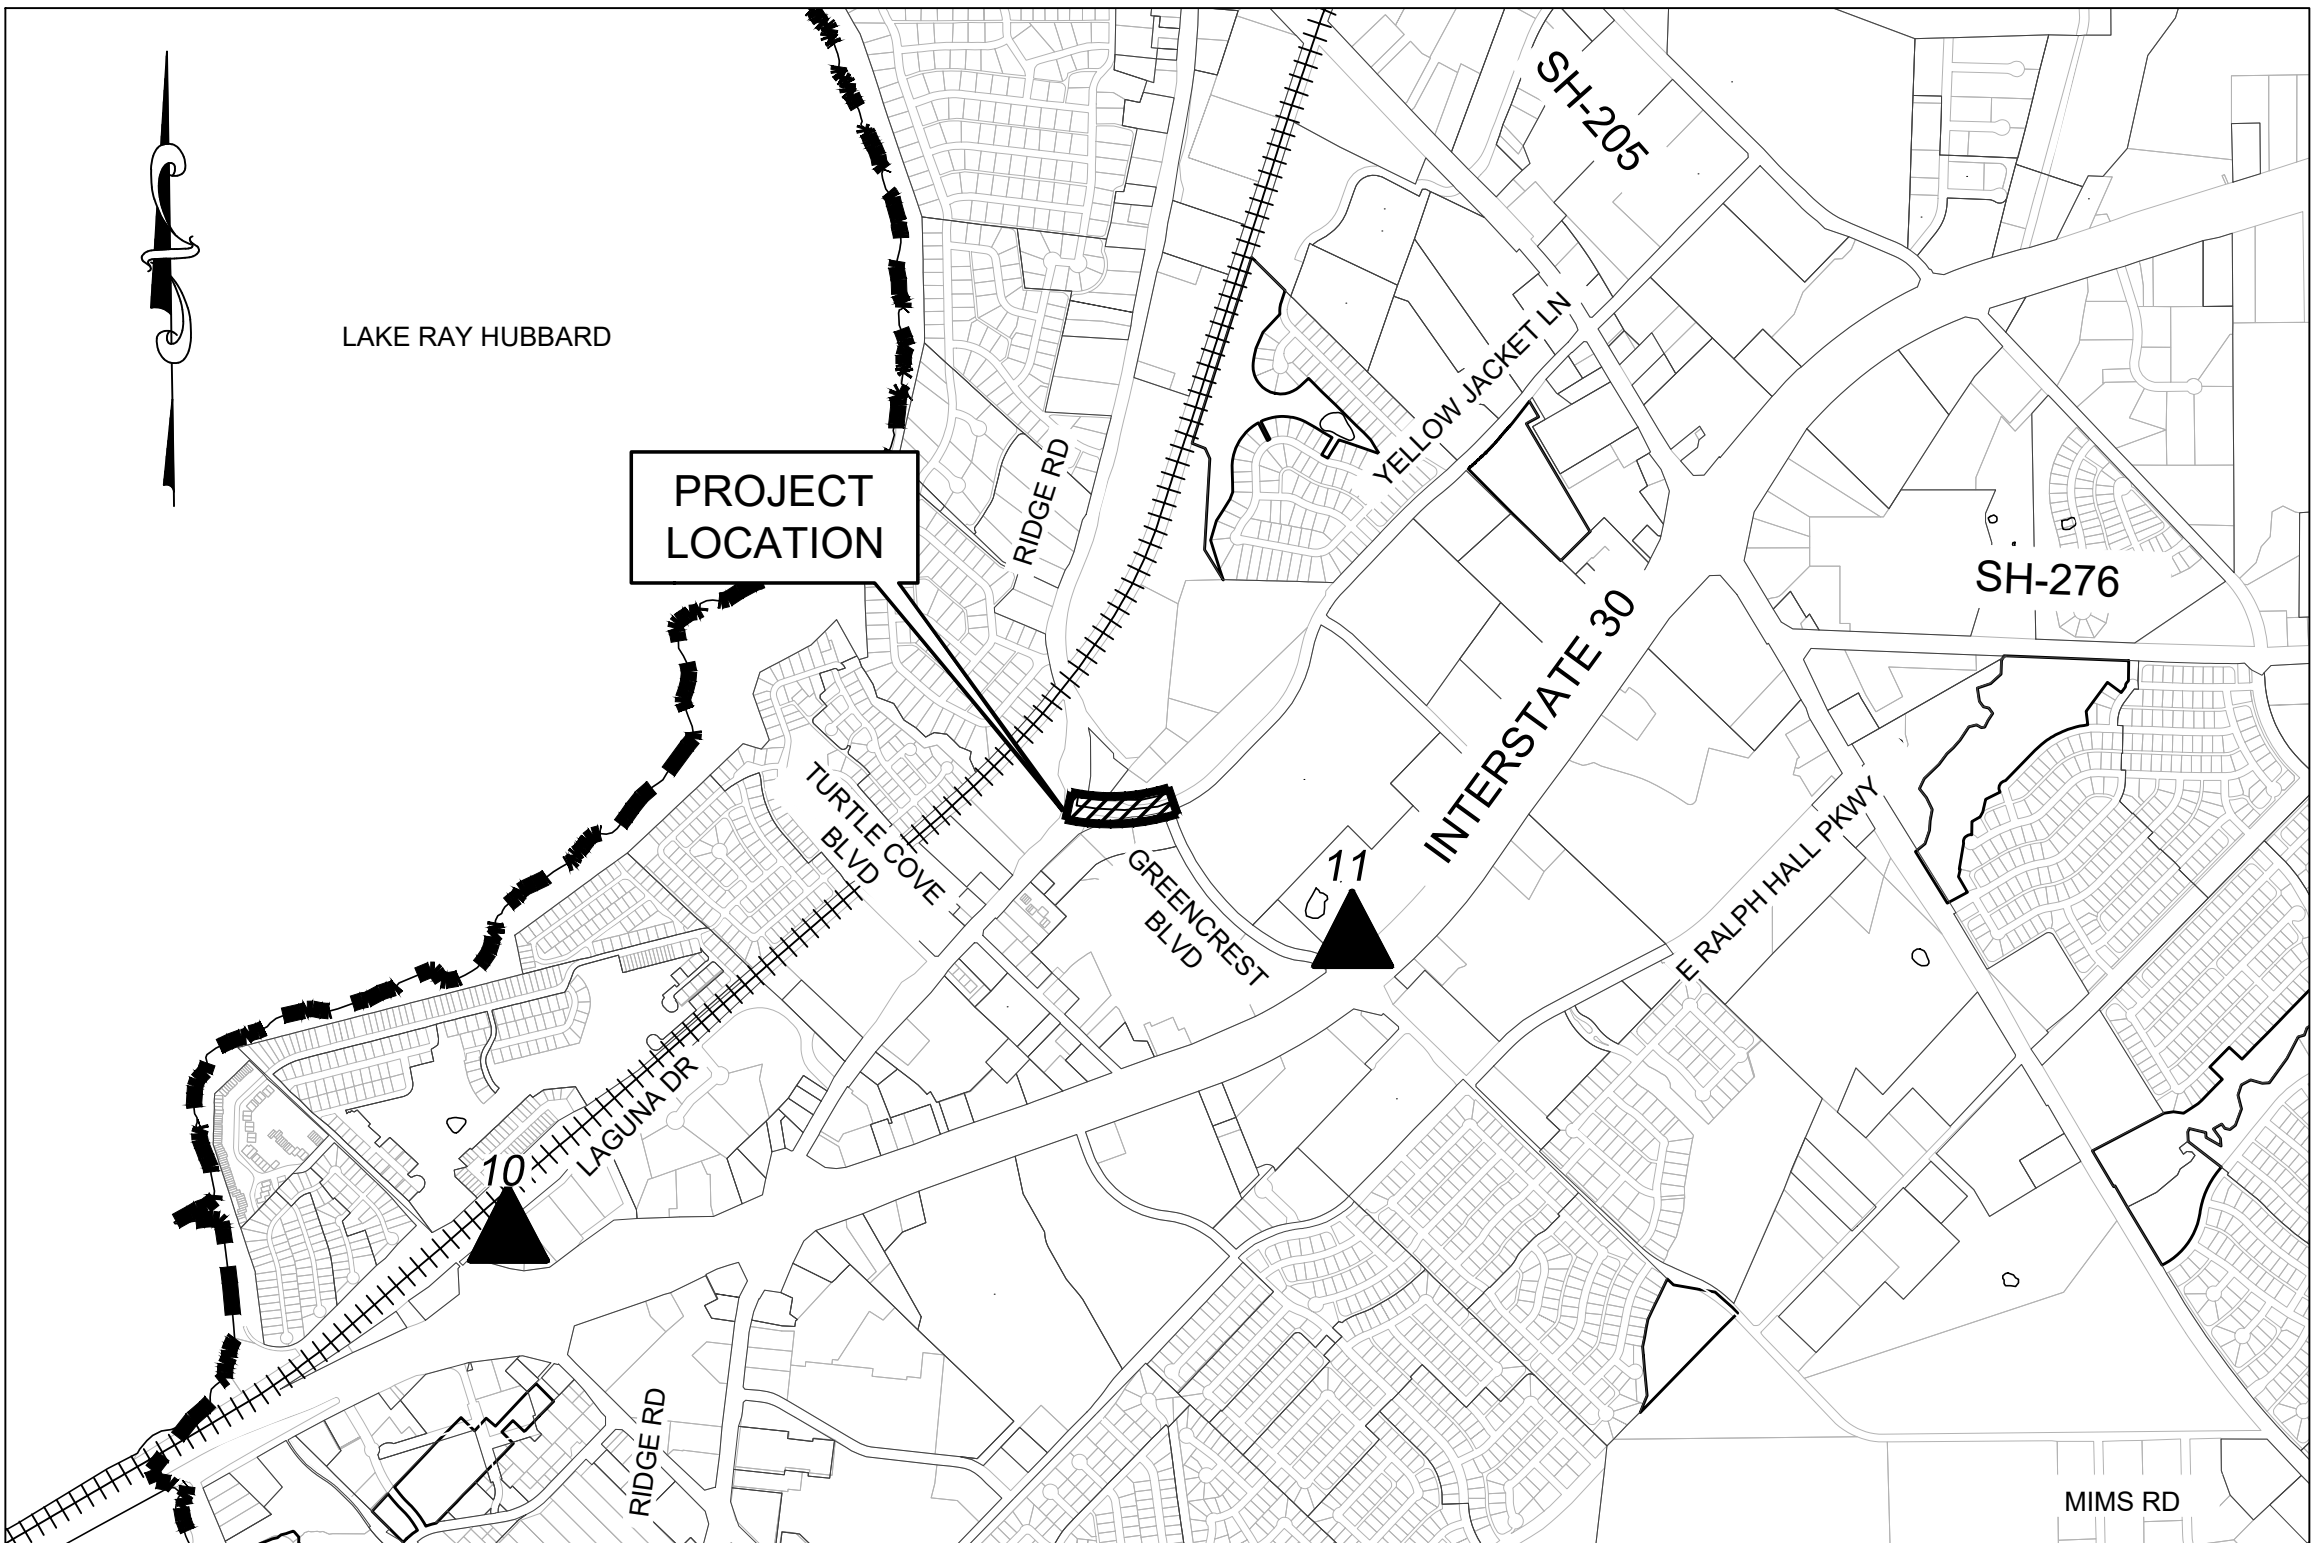 SH-205
LAKE RAY HUBBARD
YELLOW JACKET LN
RIDGE RD
PROJECT
LOCATION
SH-276
INTERSTATE 30
TURTLE COVE
BLVD
E RALPH HALL PKWY
GREENCREST
BLVD
11
LAGUNA DR
10
RIDGE RD
MIMS RD